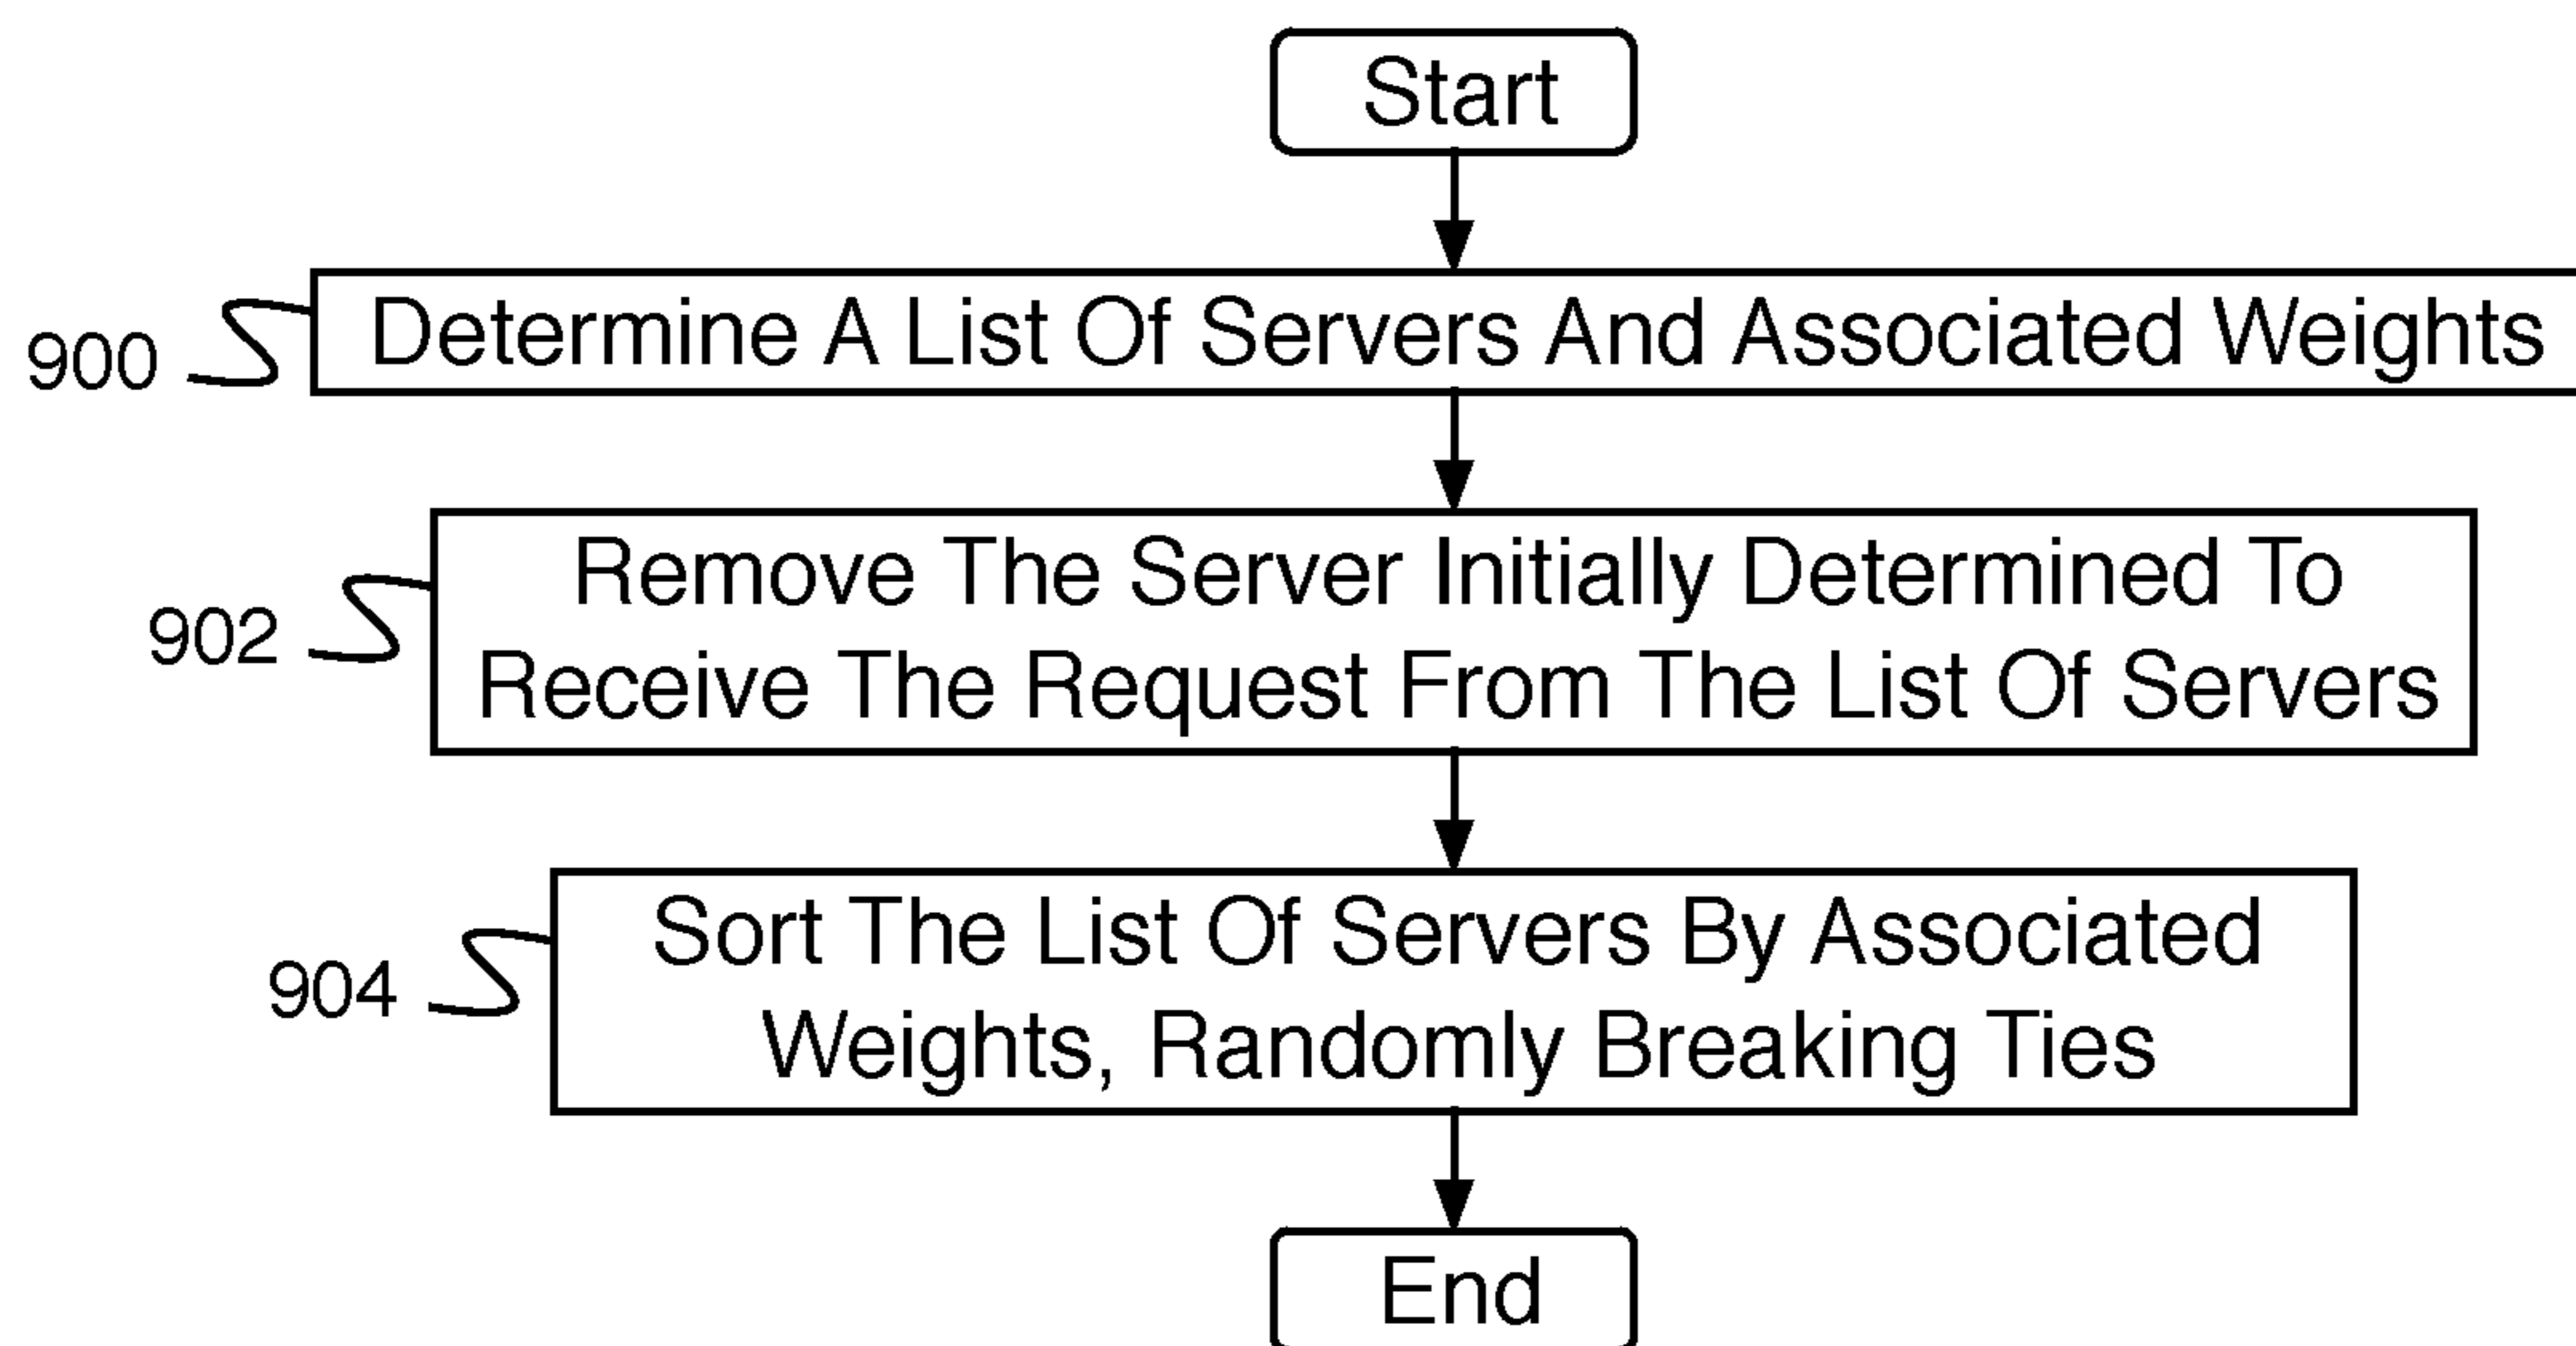 Start
900
Determine A List Of Servers And Associated Weights
902
Remove The Server Initially Determined To
Receive The Request From The List Of Servers
904
Sort The List Of Servers By Associated
Weights, Randomly Breaking Ties
End